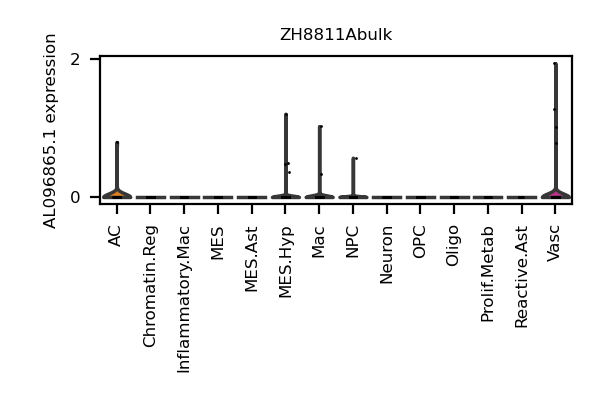 ZH8811Abulk
AL096865.1 expression
2
0
AC
Chromatin.Reg
Inflammatory.Mac
MES
MES.Ast
MES.Hyp
Mac
NPC
Neuron
OPC
Oligo
Prolif.Metab
Reactive.Ast
Vasc